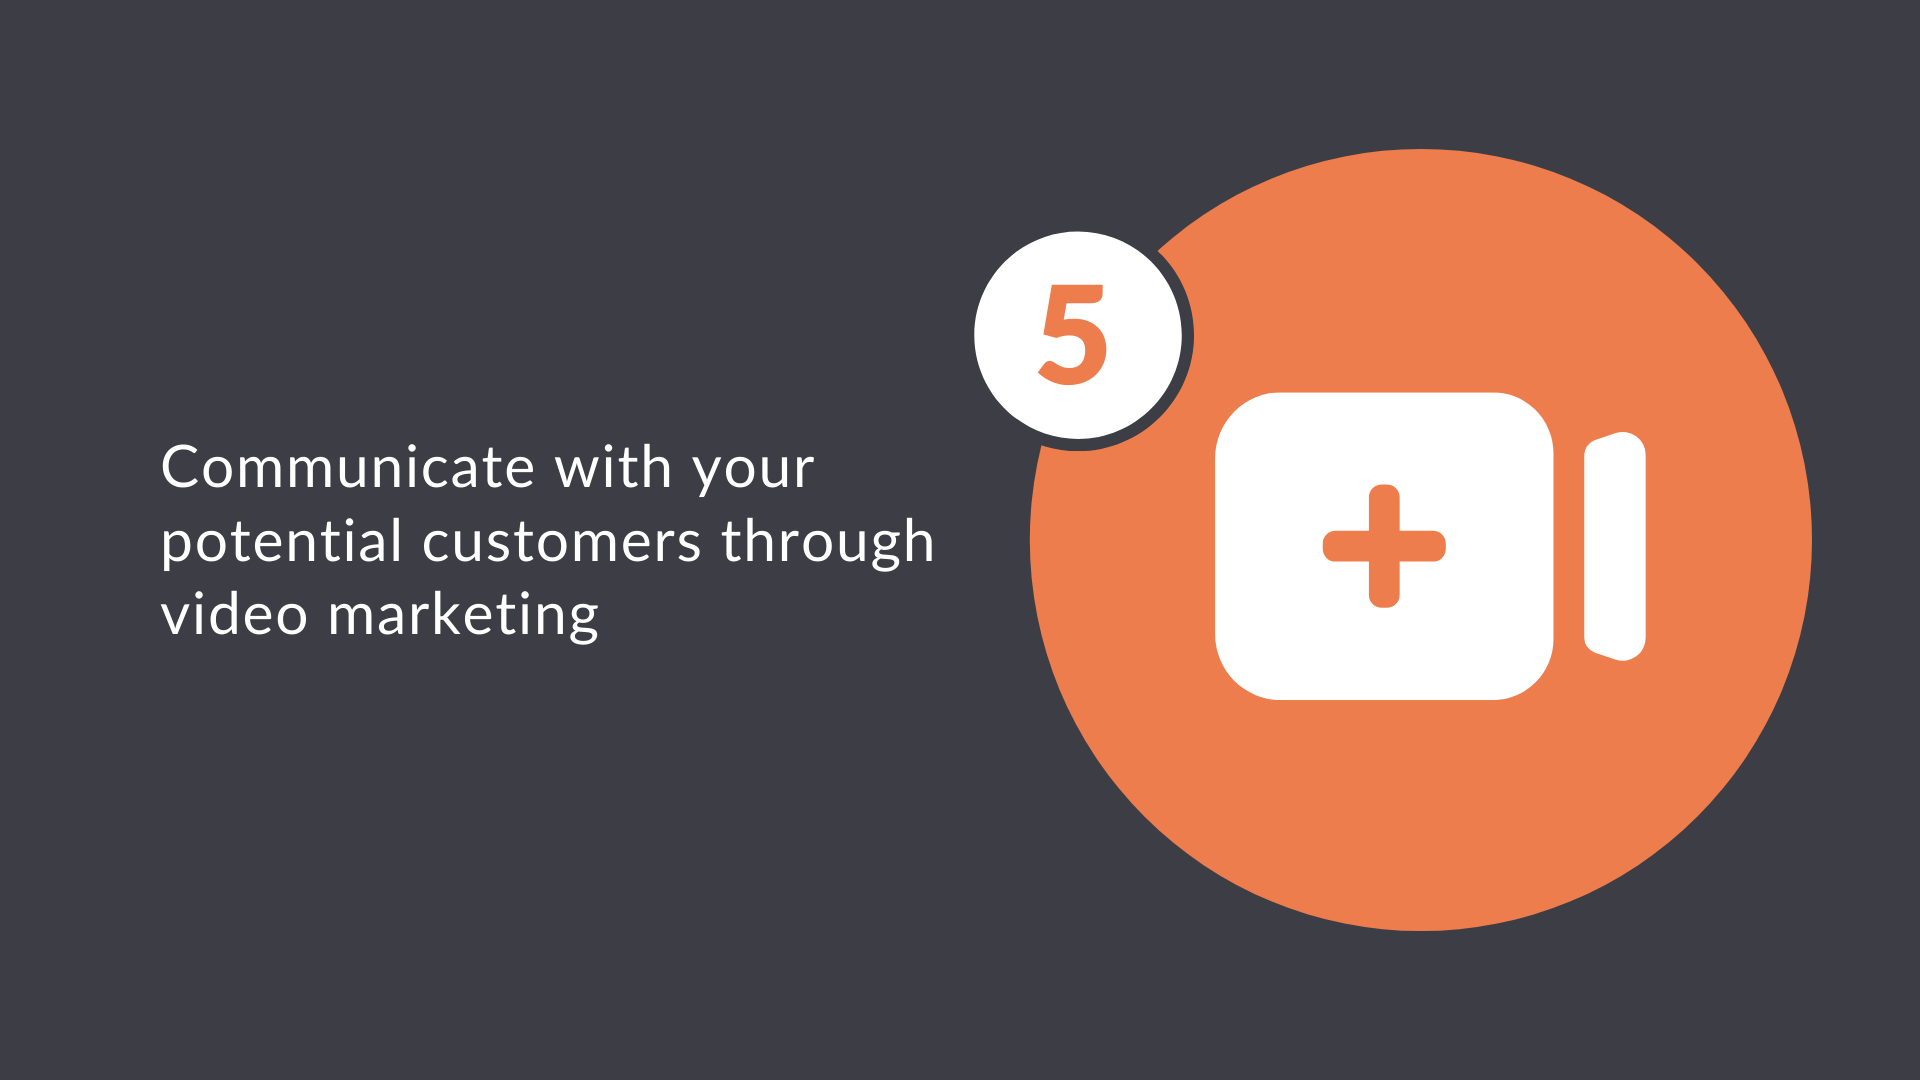 5
Communicate with your
potential customers through
video marketing